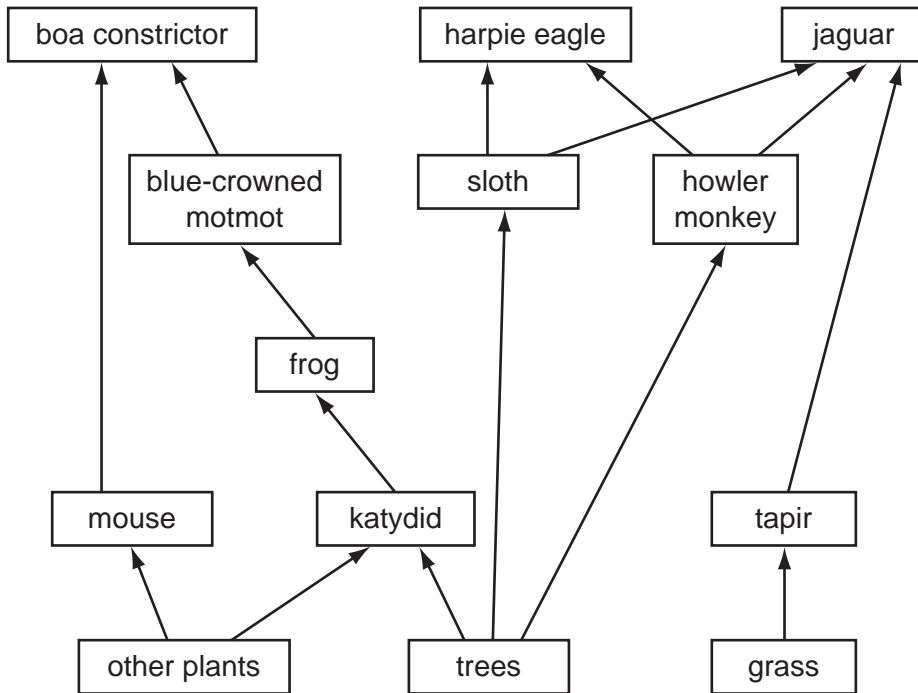 boa constrictor
harpie eagle
jaguar
blue-crowned
motmot
sloth
howler
monkey
frog
mouse
katydid
tapir
other plants
trees
grass